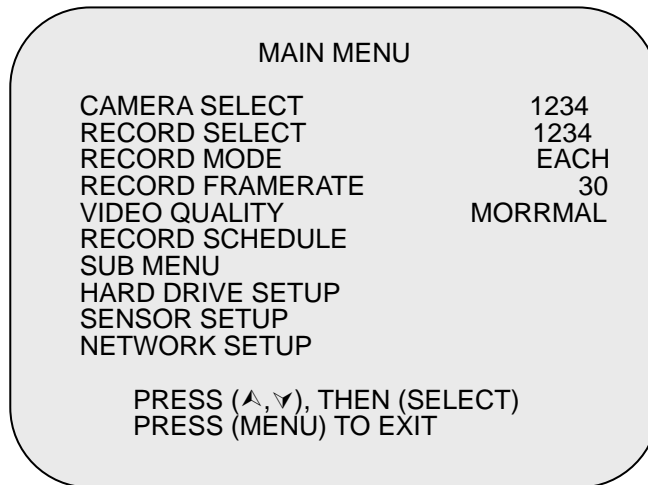 MAIN MENU
CAMERA SELECT 1234
RECORD SELECT 1234
RECORD MODE EACH
RECORD FRAMERATE 30
VIDEO QUALITY MORRMAL
RECORD SCHEDULE
SUB MENU
HARD DRIVE SETUP
SENSOR SETUP
NETWORK SETUP
PRESS (⮝,⮟), THEN (SELECT)
PRESS (MENU) TO EXIT